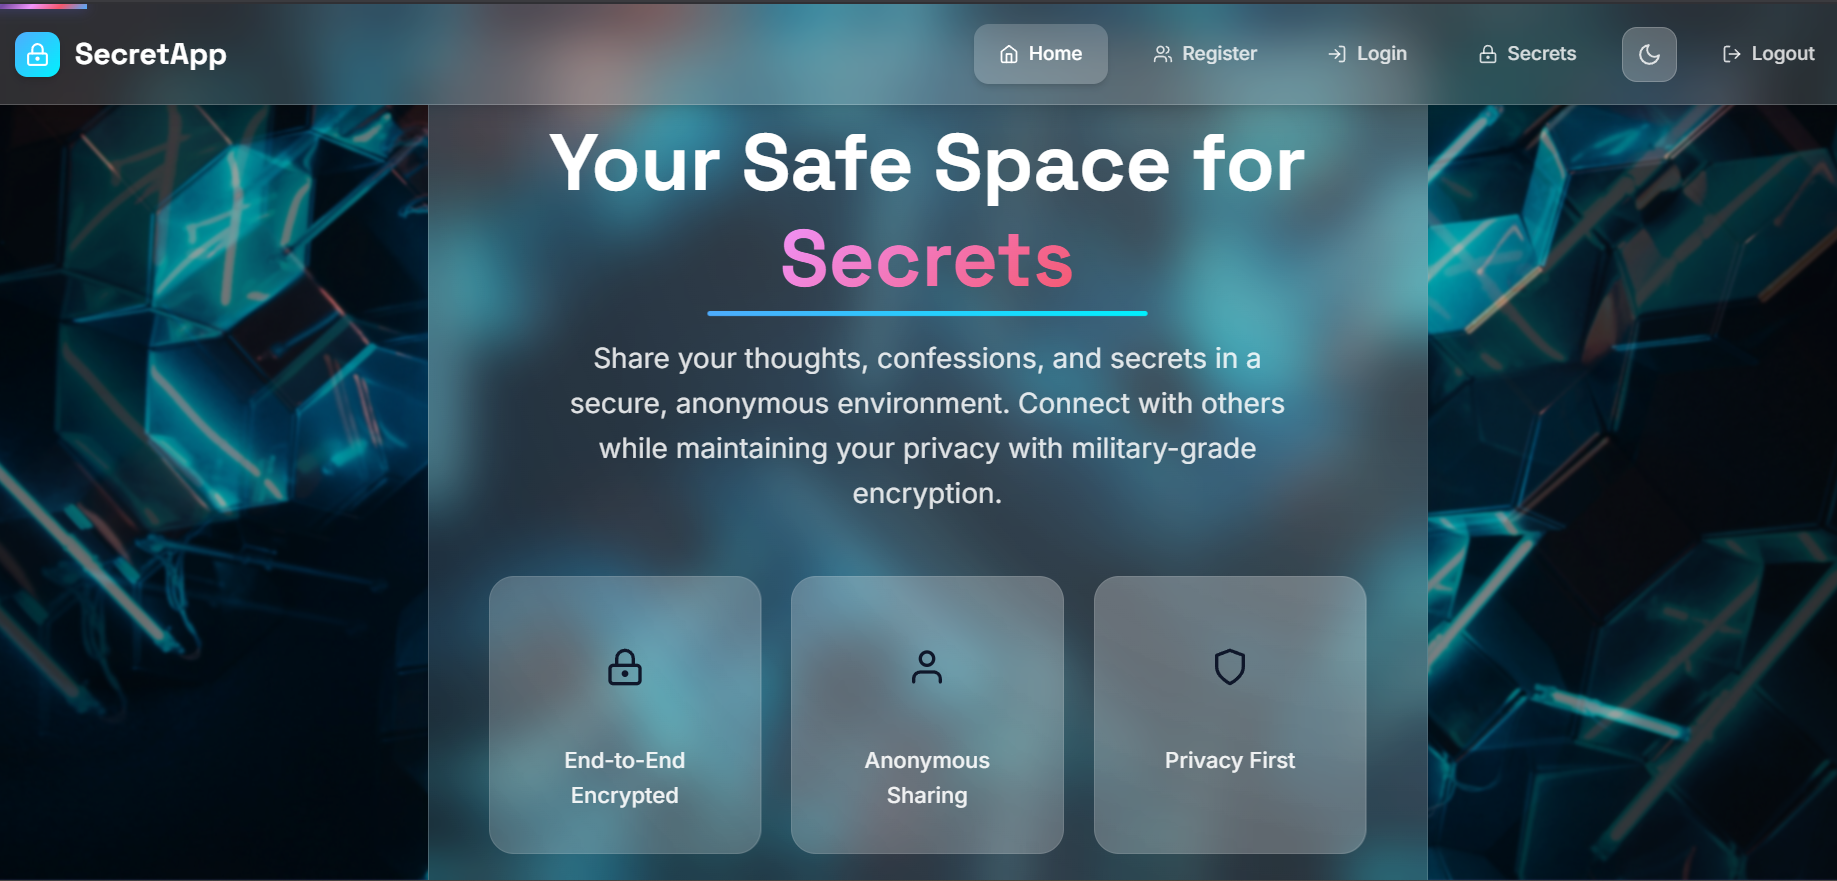 SecretApp
Home
Register
Login
Secrets
Logout
Your Safe Space for
Secrets
Share your thoughts, confessions, and secrets in a
secure, anonymous environment. Connect with others
while maintaining your privacy with military-grade
encryption.
End-to-End
Encrypted
Anonymous
Sharing
Privacy First